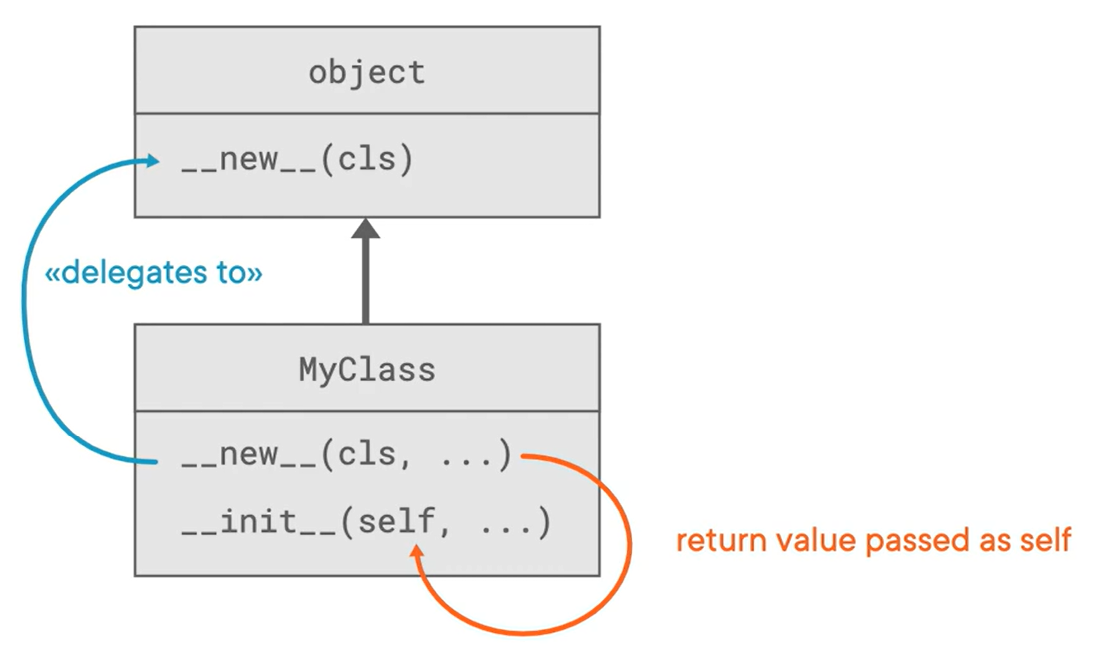 object
__new__(cls)
«delegates to»
MyClass
__new__(cls, ...)
__init__(self, ...)
return value passed as self